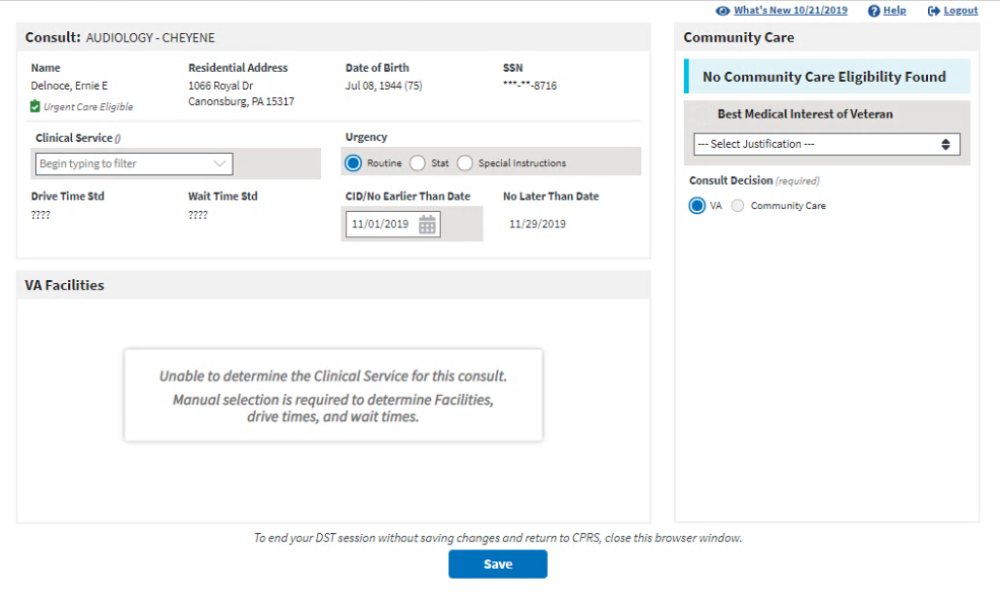 What's New 10/21/2019 Help Logout
Consult: AUDIOLOGY - CHEYENE
Name Residential Address Date of Birth SSN
Delnoce, Ernie E 1066 Royal Dr Jul 08, 1944 (75) ***-**-8716
Canonsburg, PA 15317
Urgent Care Eligible
Clinical Service () Urgency
Begin typing to filter Routine Stat Special Instructions
Drive Time Std Wait Time Std CID/No Earlier Than Date No Later Than Date
???? ???? 11/01/2019 11/29/2019
VA Facilities
Unable to determine the Clinical Service for this consult.
Manual selection is required to determine Facilities,
drive times, and wait times.
Community Care
No Community Care Eligibility Found
Best Medical Interest of Veteran
--- Select Justification ---
Consult Decision (required)
VA Community Care
To end your DST session without saving changes and return to CPRS, close this browser window.
Save